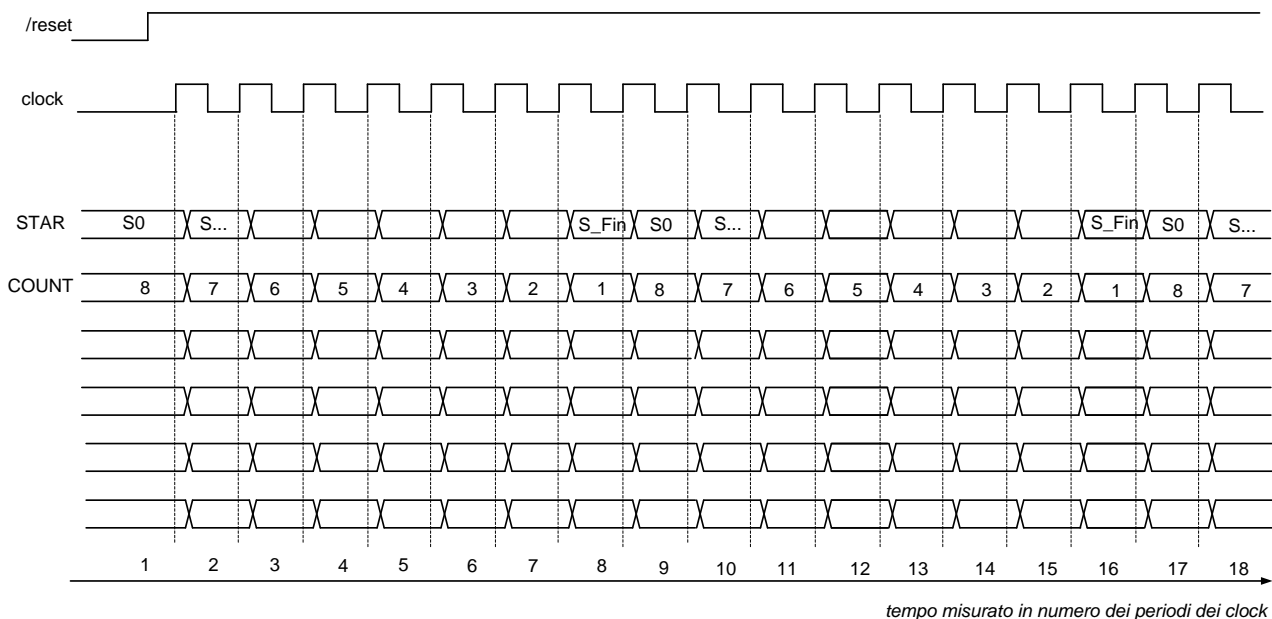 /reset
clock
STAR S0 S... S_Fin S0 S... S_Fin S0 S...
COUNT 8 7 6 5 4 3 2 1 8 7 6 5 4 3 2 1 8 7
1 2 3 4 5 6 7 8 9 10 11 12 13 14 15 16 17 18
tempo misurato in numero dei periodi dei clock